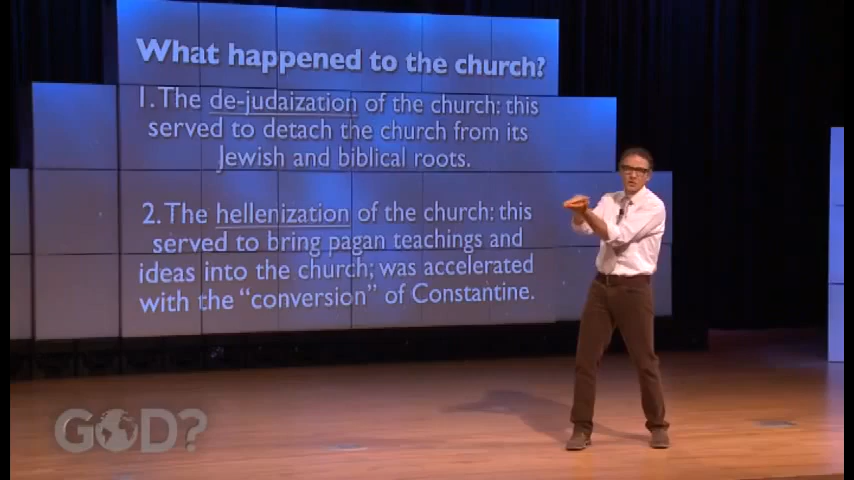 What happened to the church?
1. The de-judaization of the church: this
served to detach the church from its
Jewish and biblical roots.
2. The hellenization of the church: this
served to bring pagan teachings and
ideas into the church; was accelerated
with the “conversion” of Constantine.
GOD?